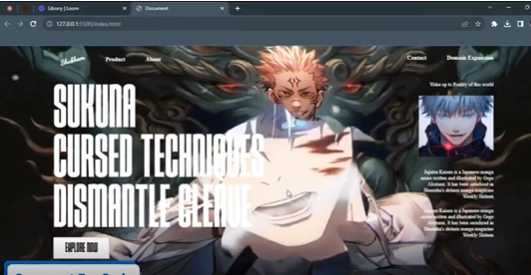 Library | Loom
Document
127.0.0.1:5500/index.html
Shubham
Product
About
Contact
Domain Expansion
SUKUNA
CURSED TECHNIQUES
DISMANTLE CLEAVE
EXPLORE NOW
Wake up to Reality of this world
Jujutsu Kaisen is a Japanese manga
series written and illustrated by Gege
Akutami. It has been serialized in
Shueisha's shōnen manga magazine
Weekly Shōnen
Jujutsu Kaisen is a Japanese manga
series written and illustrated by Gege
Akutami. It has been serialized in
Shueisha's shōnen manga magazine
Weekly Shōnen